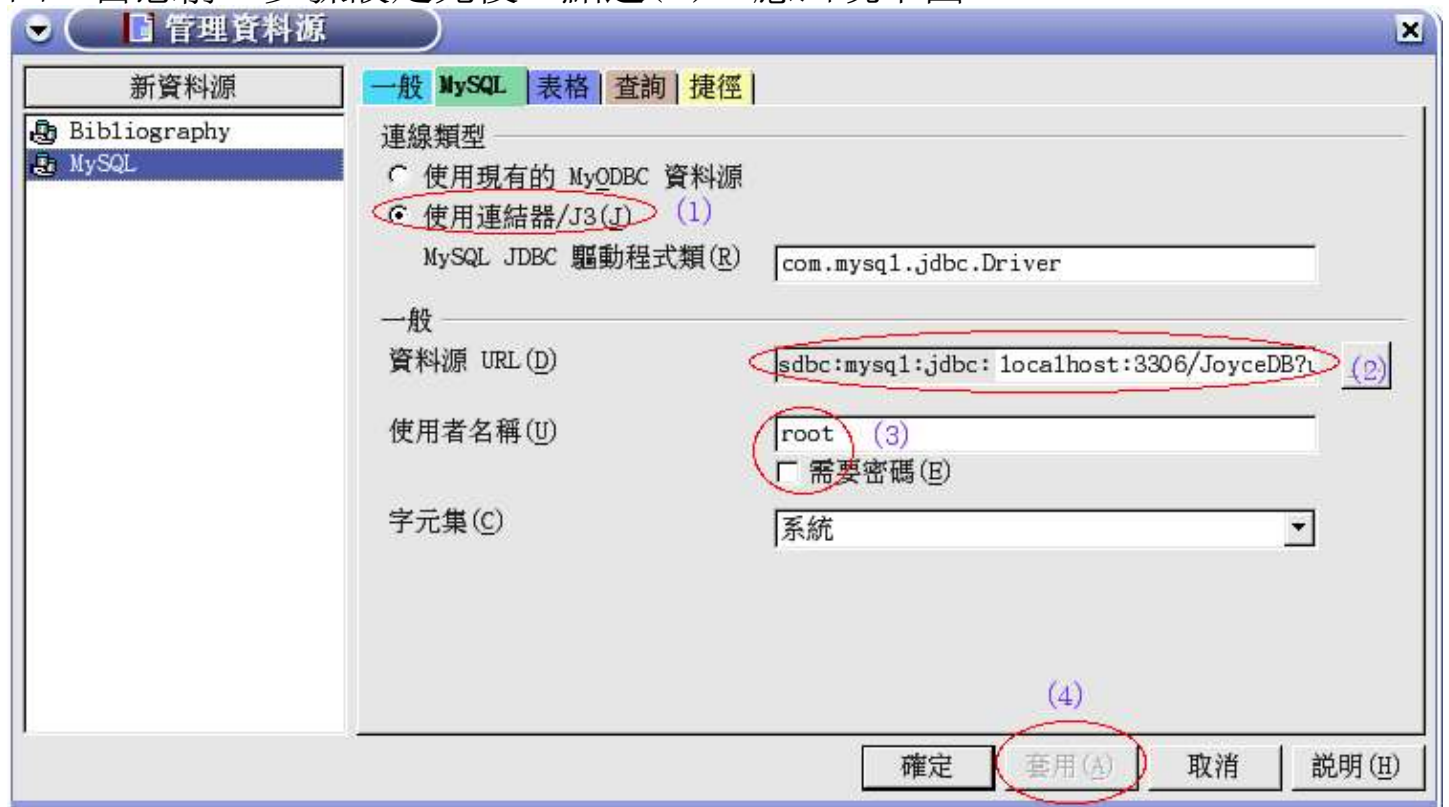 管理資料源
新資料源
Bibliography
MySQL
一般 MySQL 表格 查詢 捷徑
連線類型
使用現有的 MyODBC 資料源
使用連結器/J3(J) (1)
MySQL JDBC 驅動程式類(R) com.mysql.jdbc.Driver
一般
資料源 URL(D) sdbc:mysql:jdbc: localhost:3306/JoyceDB?u (2)
使用者名稱(U) root (3)
需要密碼(E)
字元集(C) 系統
(4)
確定 套用(A) 取消 說明(H)